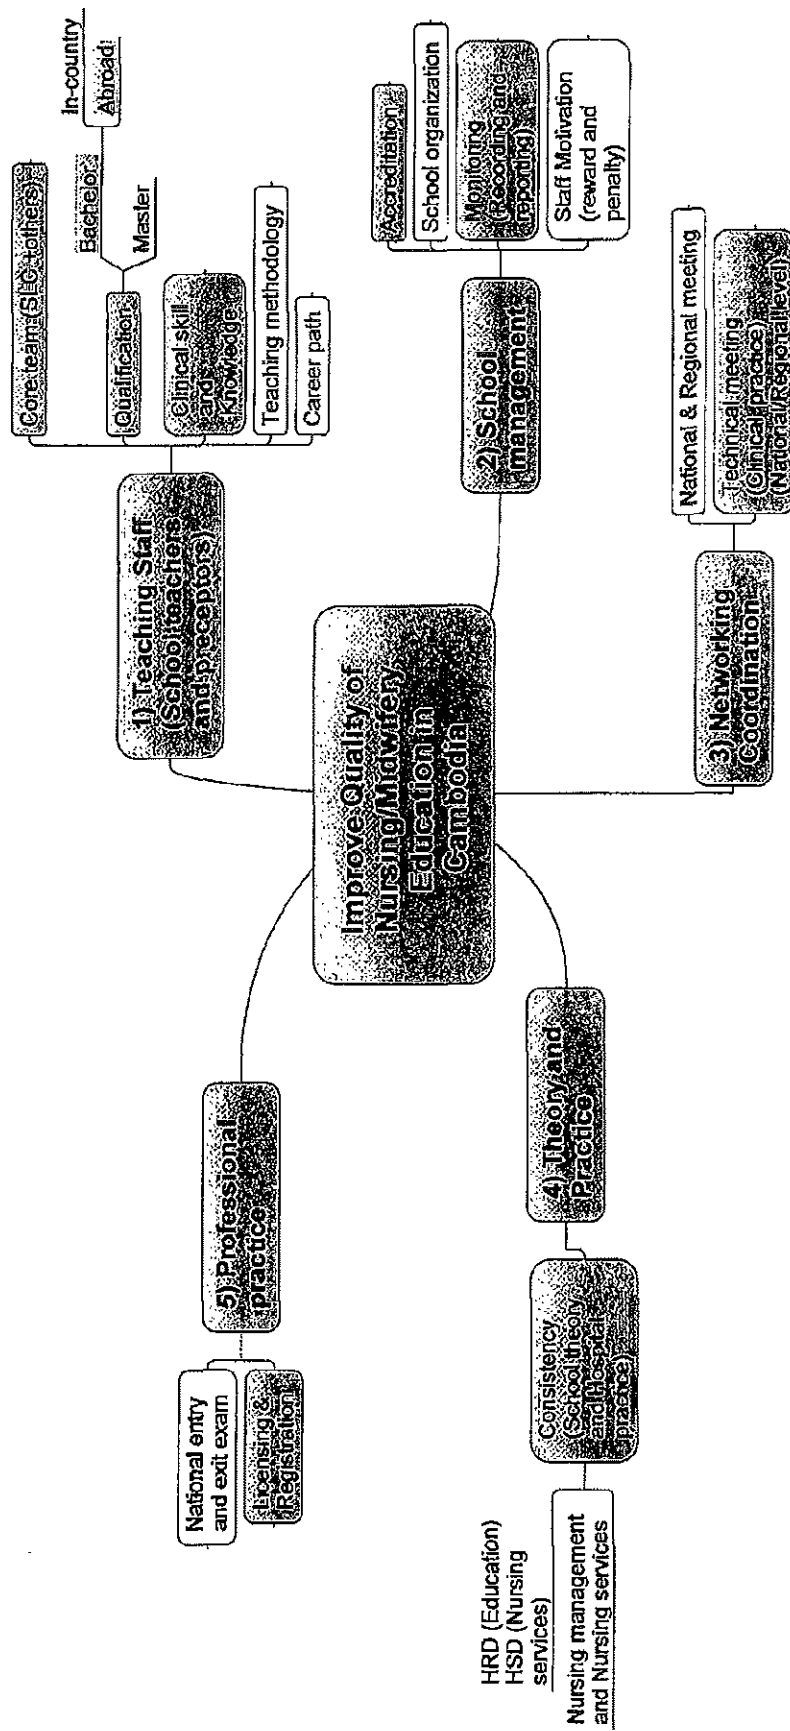 Improve Quality of
Nursing/Midwifery
Education in
Cambodia
1) Teaching Staff
(School teachers
and preceptors)
Core team (SLC +others)
Qualification
Bachelor
In-country
Abroad
Master
Clinical skill
and
Knowledge
Teaching methodology
Career path
2) School
management
Accreditation
School organization
Monitoring
(Recording and
reporting)
Staff Motivation
(reward and
penalty)
3) Networking
Coordination
National & Regional meeting
Technical meeting
(Clinical practice)
(National/Regional level)
4) Theory and
Practice
Consistency
(School theory
and Hospital
practice)
HRD (Education)
HSD (Nursing
services)
Nursing management
and Nursing services
5) Professional
practice
National entry
and exit exam
Licensing &
Registration